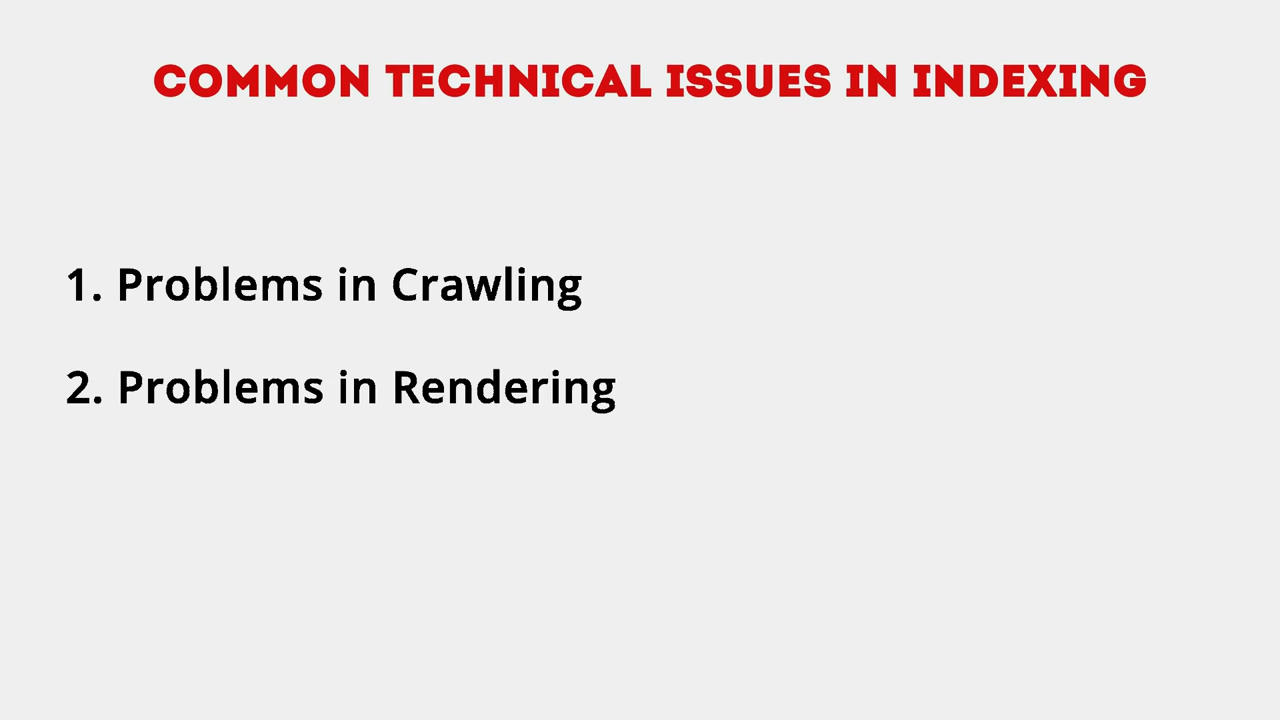 COMMON TECHNICAL ISSUES IN INDEXING
1. Problems in Crawling
2. Problems in Rendering